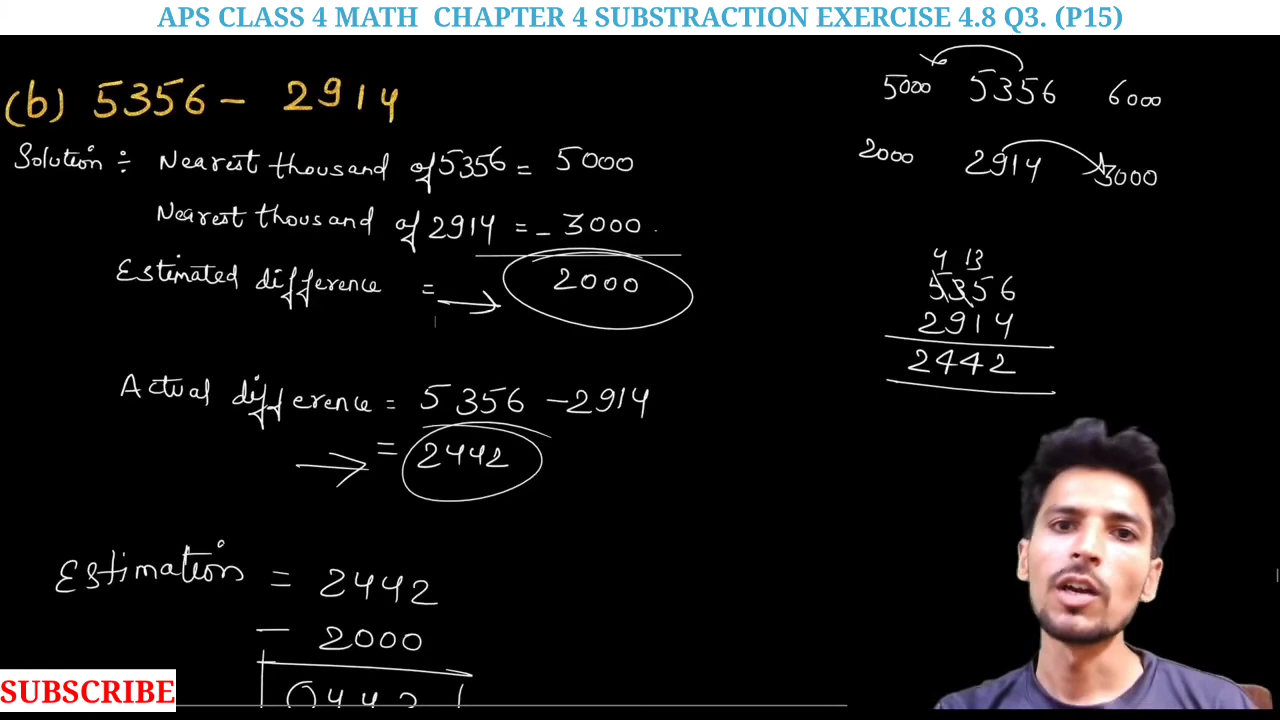 APS CLASS 4 MATH CHAPTER 4 SUBSTRACTION EXERCISE 4.8 Q3. (P15)
(b) 5356 - 2914
Solution ÷ Nearest thousand of 5356 = 5000
Nearest thousand of 2914 = - 3000
Estimated difference = 2000
Actual difference = 5356 - 2914
= 2442
Estimation = 2442
- 2000
0442
5000 5356 6000
2000 2914 3000
4 13
5356
2914
2442
SUBSCRIBE